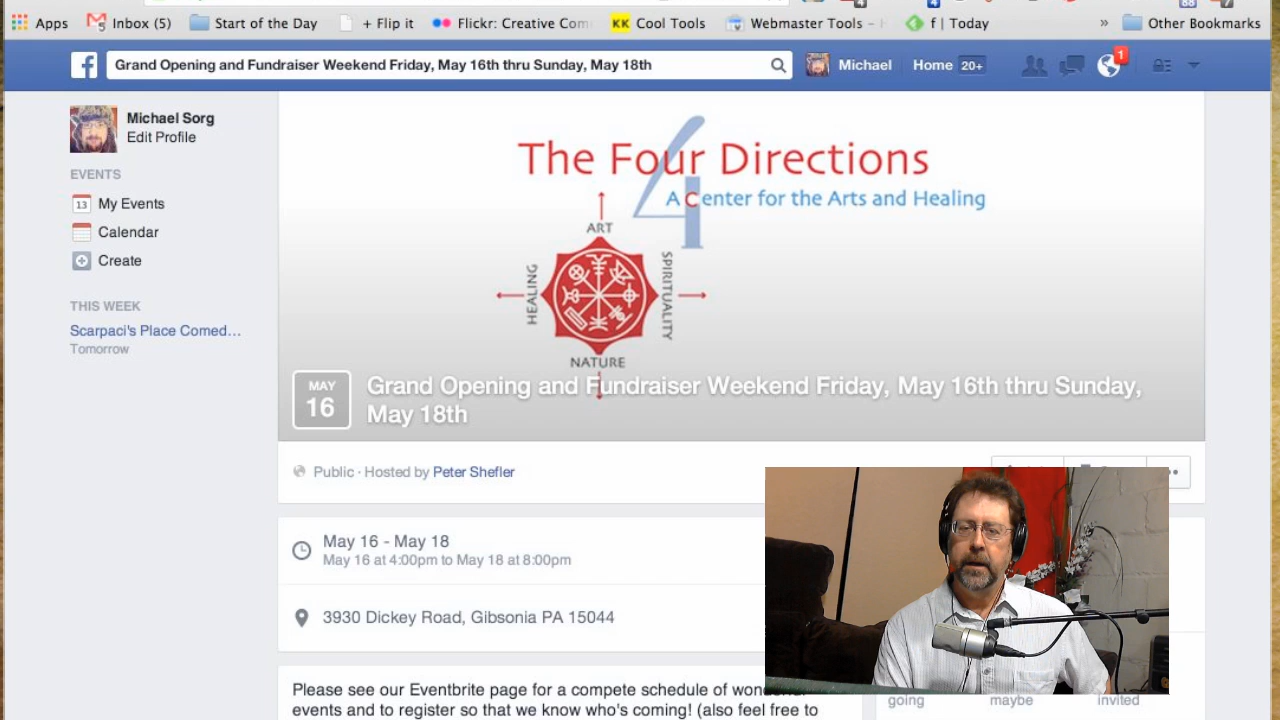 Apps Inbox (5) Start of the Day + Flip it Flickr: Creative Com KK Cool Tools Webmaster Tools - f | Today » Other Bookmarks
Grand Opening and Fundraiser Weekend Friday, May 16th thru Sunday, May 18th Michael Home 20+ 1
Michael Sorg
Edit Profile
EVENTS
13 My Events
Calendar
Create
THIS WEEK
Scarpaci's Place Comed…
Tomorrow
4
The Four Directions
A Center for the Arts and Healing
ART
HEALING
SPIRITUALITY
NATURE
MAY
16
Grand Opening and Fundraiser Weekend Friday, May 16th thru Sunday,
May 18th
Public · Hosted by Peter Shefler
May 16 - May 18
May 16 at 4:00pm to May 18 at 8:00pm
3930 Dickey Road, Gibsonia PA 15044
Please see our Eventbrite page for a compete schedule of
events and to register so that we know who's coming! (also feel free to
going maybe invited